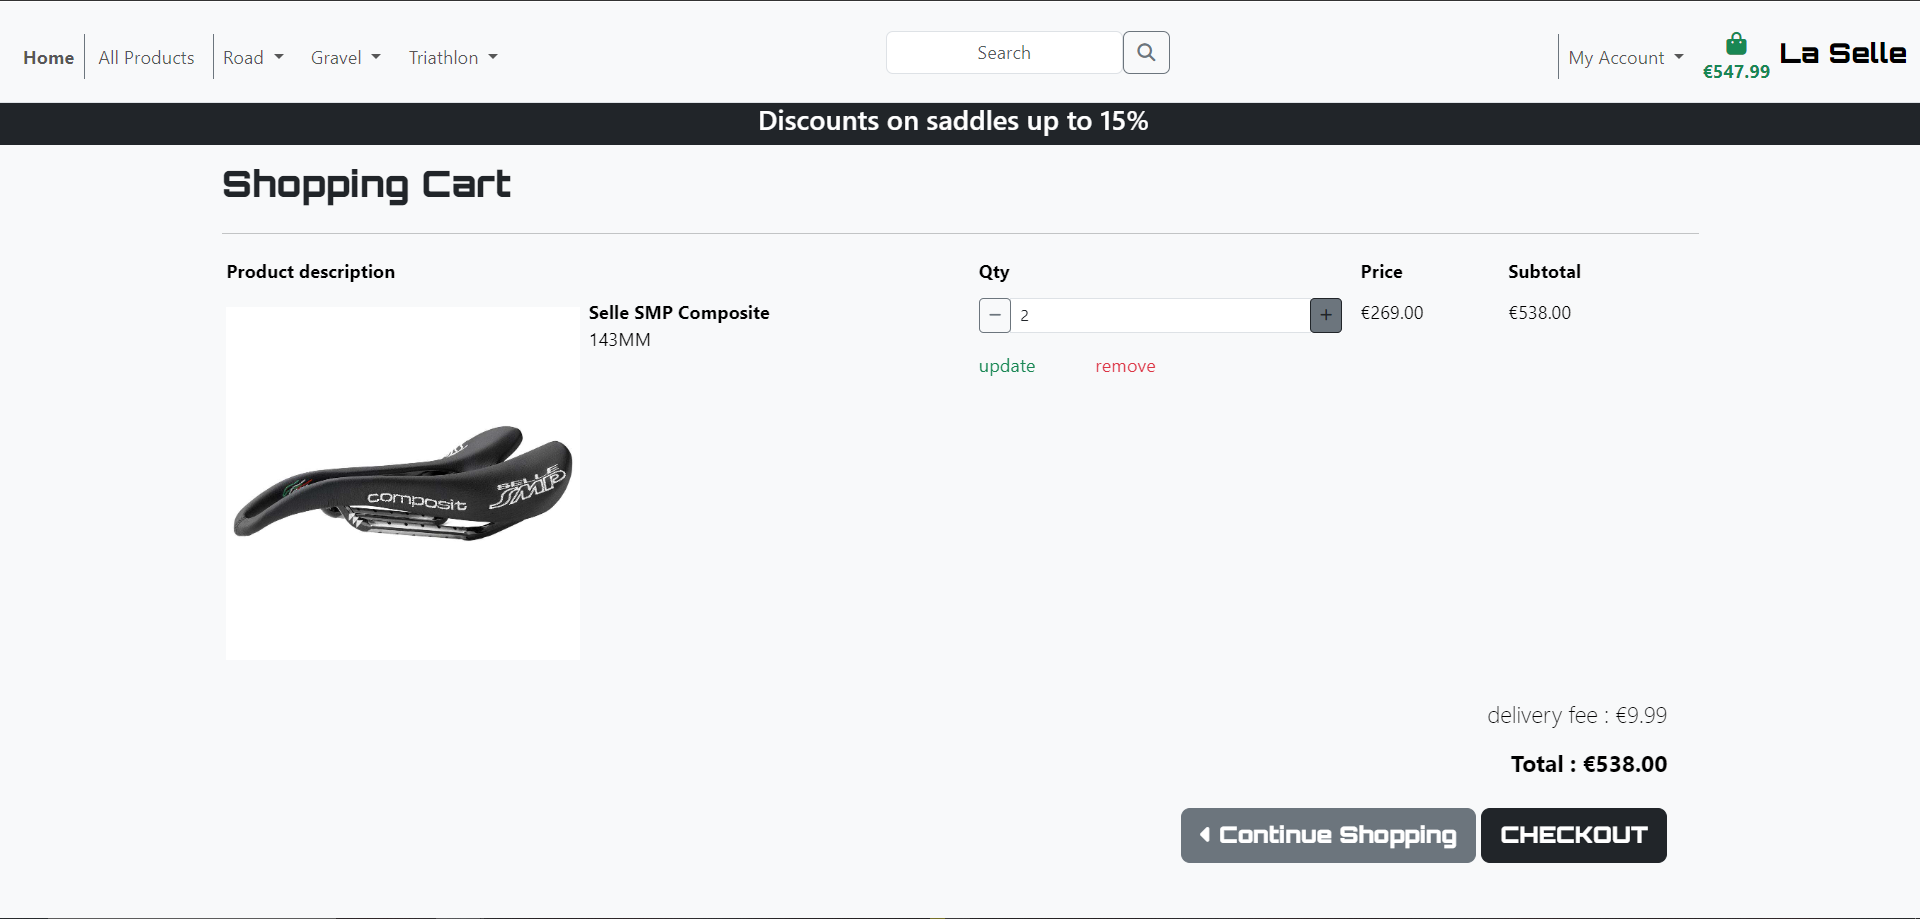 Home
All Products
Road
Gravel
Triathlon
Search
My Account
€547.99
La Selle
Discounts on saddles up to 15%
Shopping Cart
Product description
Qty
Price
Subtotal
Selle SMP Composite
143MM
2
€269.00
€538.00
update
remove
composit
SELLE
SMP
delivery fee : €9.99
Total : €538.00
Continue Shopping
CHECKOUT